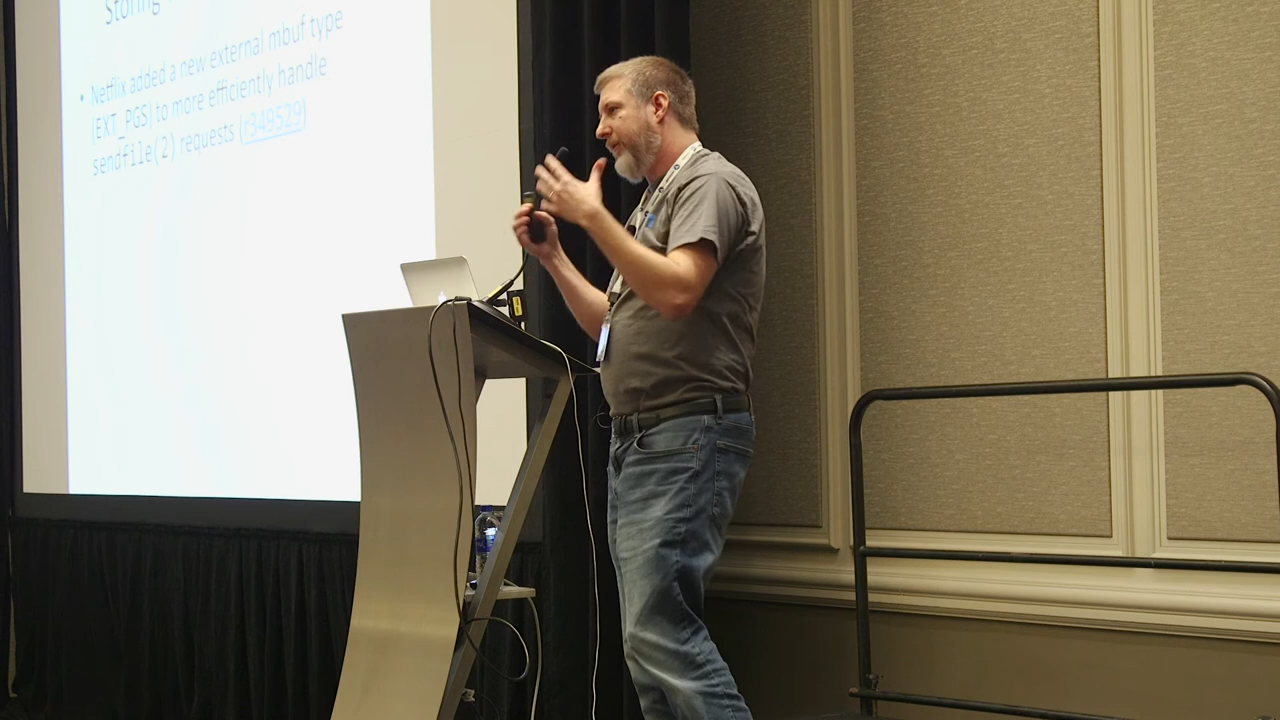 Storing
• Netflix added a new external mbuf type
(EXT_PGS) to more efficiently handle
sendfile(2) requests (r349529)